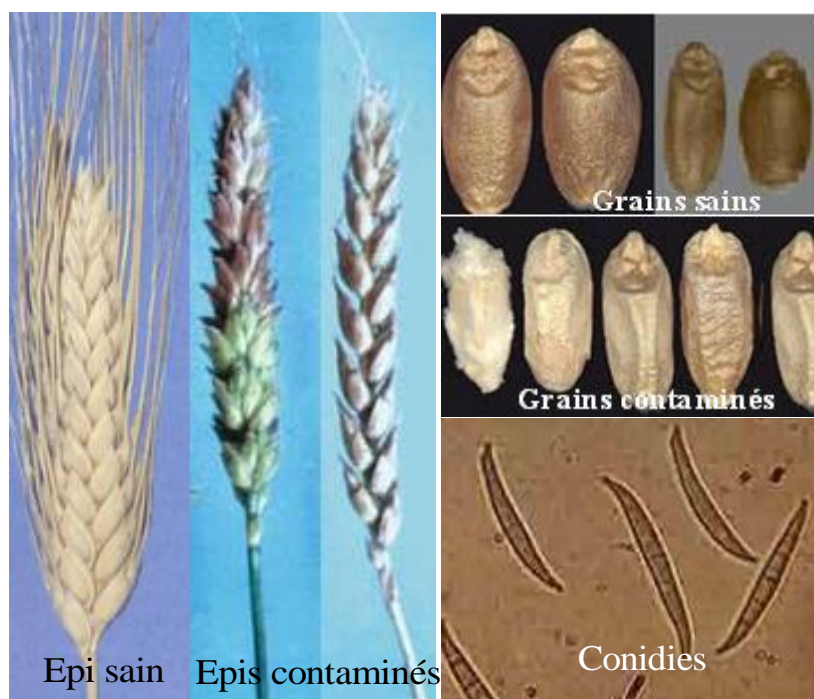 Grains sains
Grains contaminés
Epi sain
Epis contaminés
Conidies